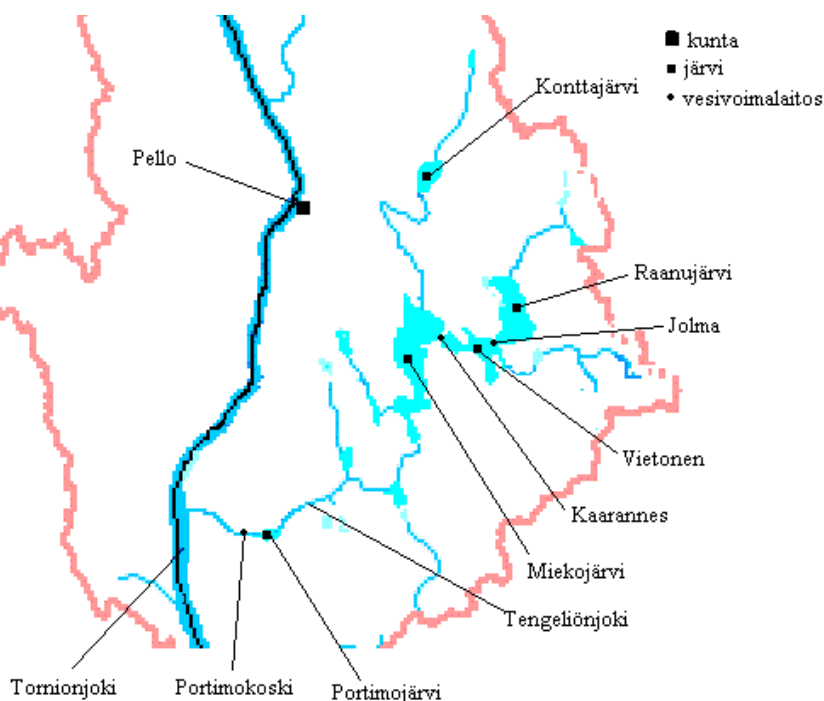 kunta
järvi
vesivoimalaitos
Konttajärvi
Pello
Raanujärvi
Jolma
Vietonen
Kaarannes
Miekojärvi
Tengeliönjoki
Tornionjoki
Portimokoski
Portimojärvi